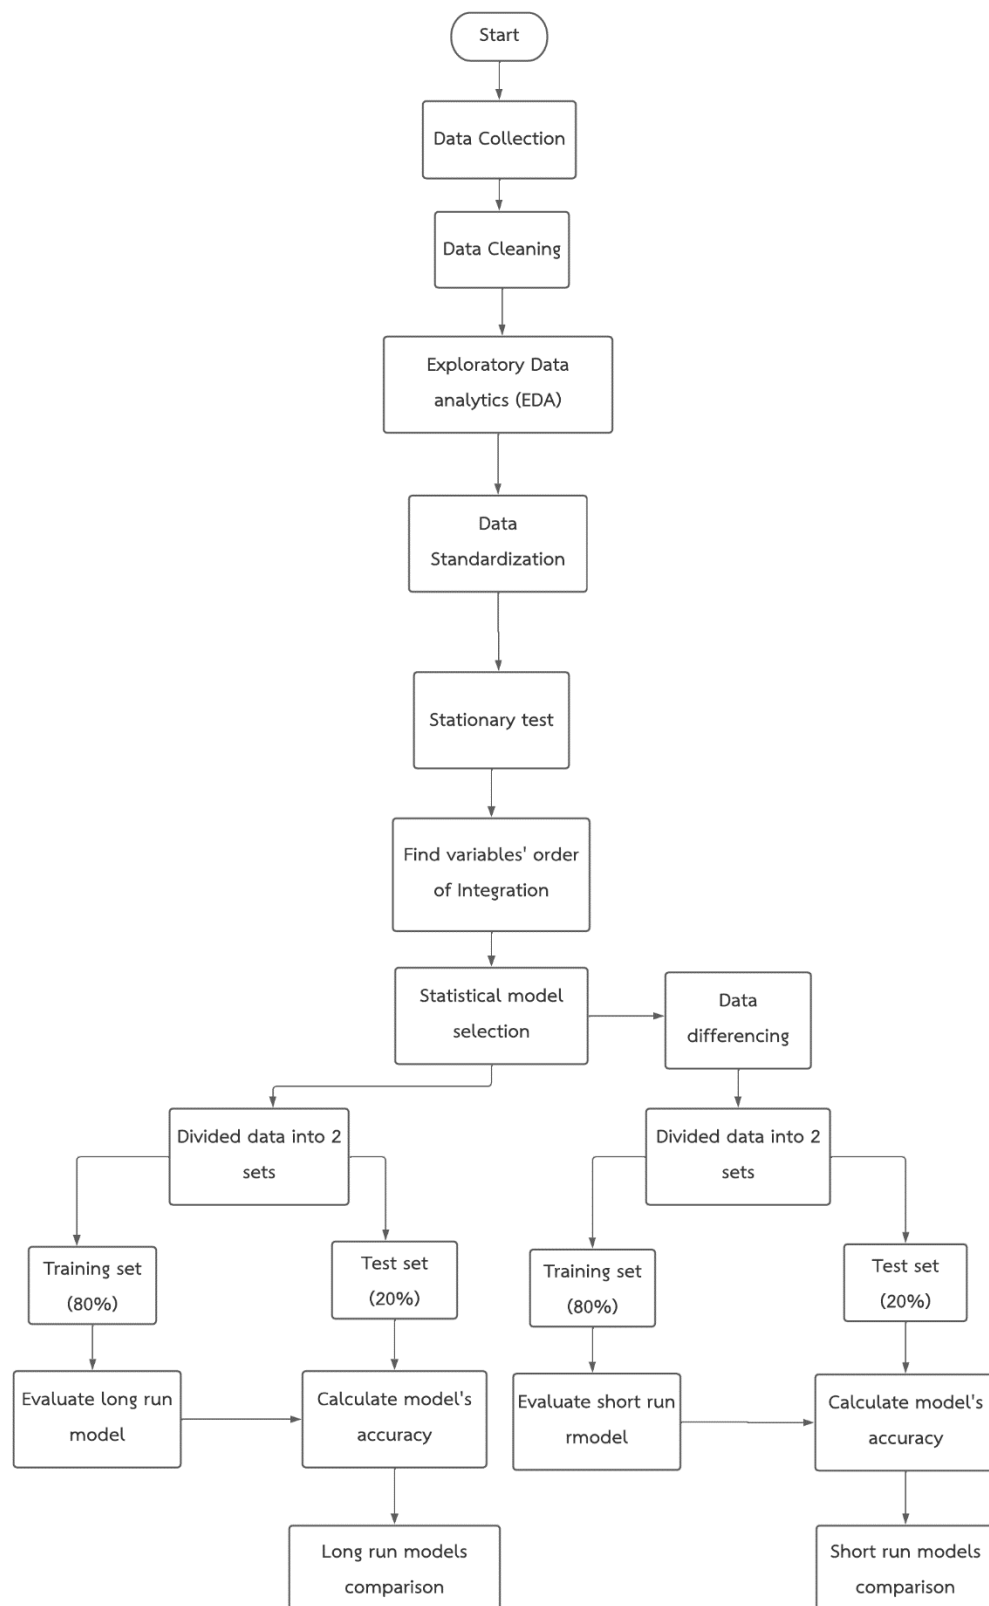 Start
Data Collection
Data Cleaning
Exploratory Data
analytics (EDA)
Data
Standardization
Stationary test
Find variables' order
of Integration
Statistical model
selection
Data
differencing
Divided data into 2
sets
Divided data into 2
sets
Training set
(80%)
Test set
(20%)
Training set
(80%)
Test set
(20%)
Evaluate long run
model
Calculate model's
accuracy
Evaluate short run
rmodel
Calculate model's
accuracy
Long run models
comparison
Short run models
comparison